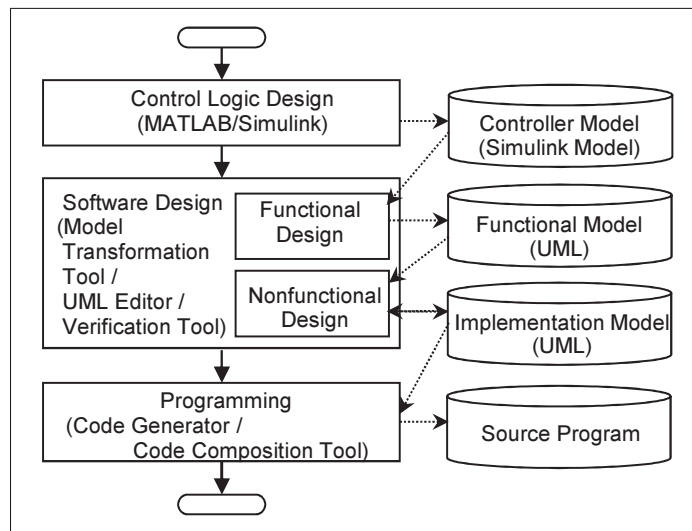 Control Logic Design
(MATLAB/Simulink)
Controller Model
(Simulink Model)
Software Design
(Model
Transformation
Tool /
UML Editor /
Verification Tool)
Functional
Design
Functional Model
(UML)
Nonfunctional
Design
Implementation Model
(UML)
Programming
(Code Generator /
Code Composition Tool)
Source Program